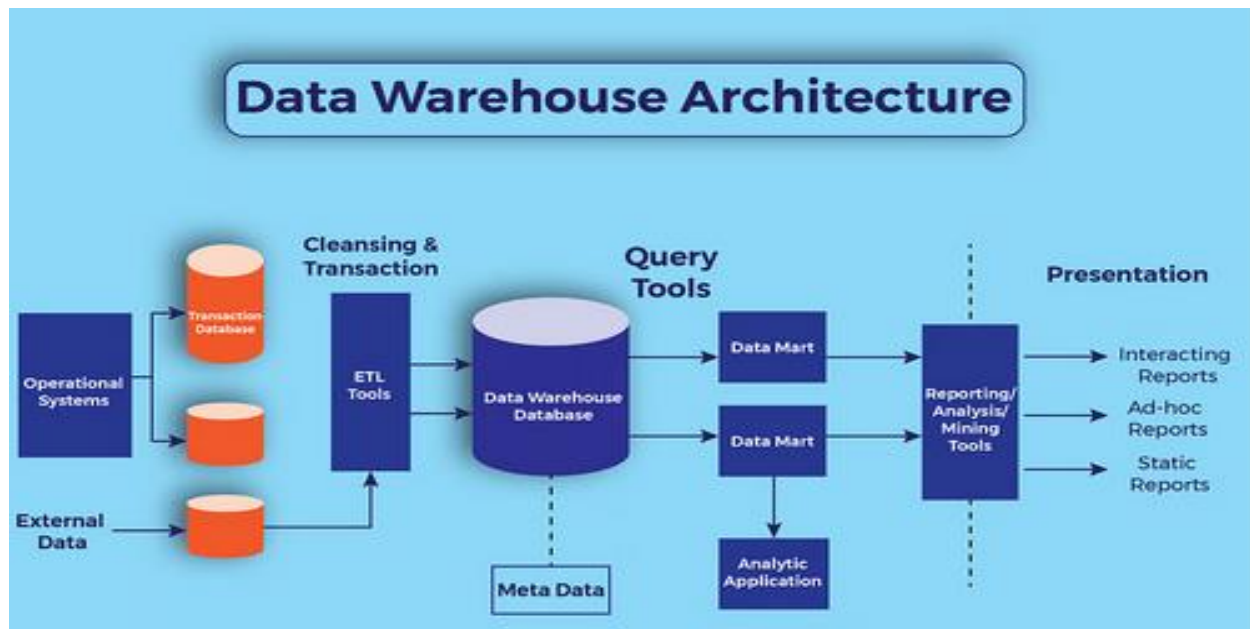 Data Warehouse Architecture
Cleansing &
Transaction
Query
Tools
Presentation
Transaction
Database
Operational
Systems
ETL
Tools
Data Warehouse
Database
Data Mart
Data Mart
Reporting/
Analysis/
Mining
Tools
Interacting
Reports
Ad-hoc
Reports
Static
Reports
External
Data
Meta Data
Analytic
Application